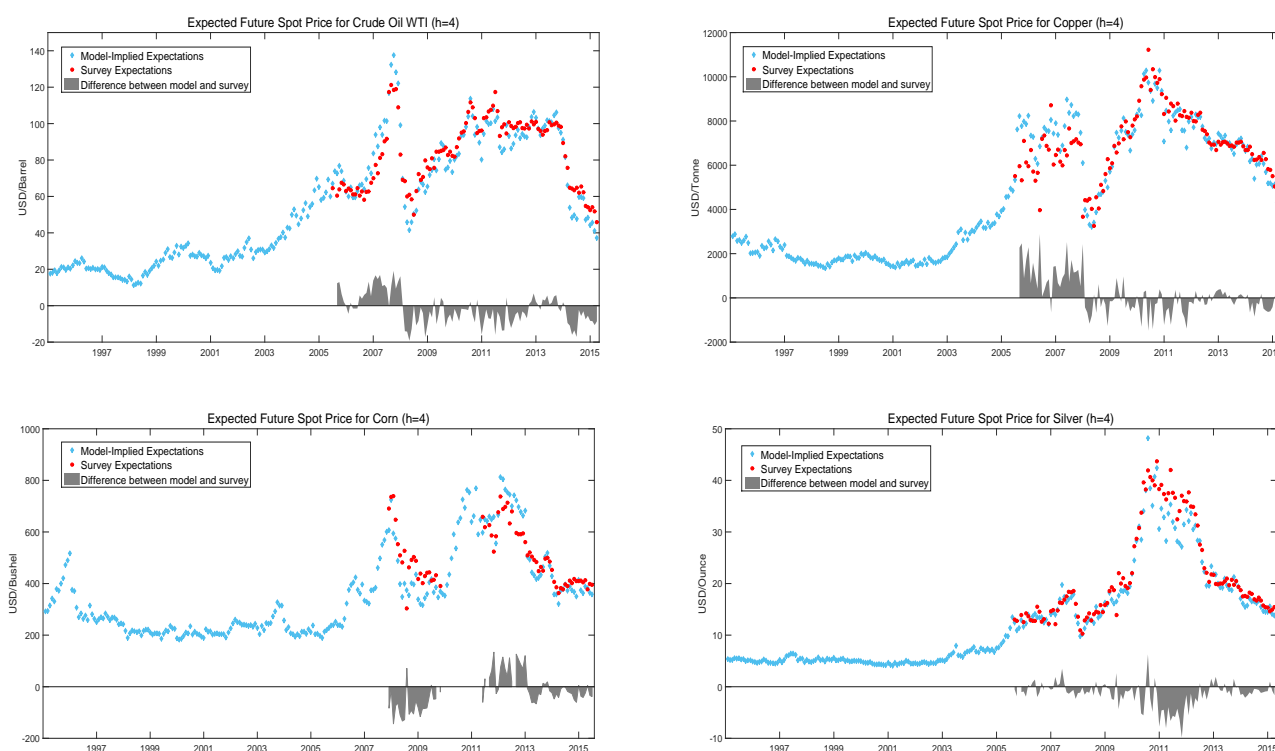 Expected Future Spot Price for Crude Oil WTI (h=4)
USD/Barrel
140
120
100
80
60
40
20
0
-20
Model-Implied Expectations
Survey Expectations
Difference between model and survey
1997 1999 2001 2003 2005 2007 2009 2011 2013 2015
Expected Future Spot Price for Copper (h=4)
USD/Tonne
12000
10000
8000
6000
4000
2000
0
-2000
Model-Implied Expectations
Survey Expectations
Difference between model and survey
1997 1999 2001 2003 2005 2007 2009 2011 2013 201
Expected Future Spot Price for Corn (h=4)
USD/Bushel
1000
800
600
400
200
0
-200
Model-Implied Expectations
Survey Expectations
Difference between model and survey
1997 1999 2001 2003 2005 2007 2009 2011 2013 2015
Expected Future Spot Price for Silver (h=4)
USD/Ounce
50
40
30
20
10
0
-10
Model-Implied Expectations
Survey Expectations
Difference between model and survey
1997 1999 2001 2003 2005 2007 2009 2011 2013 201